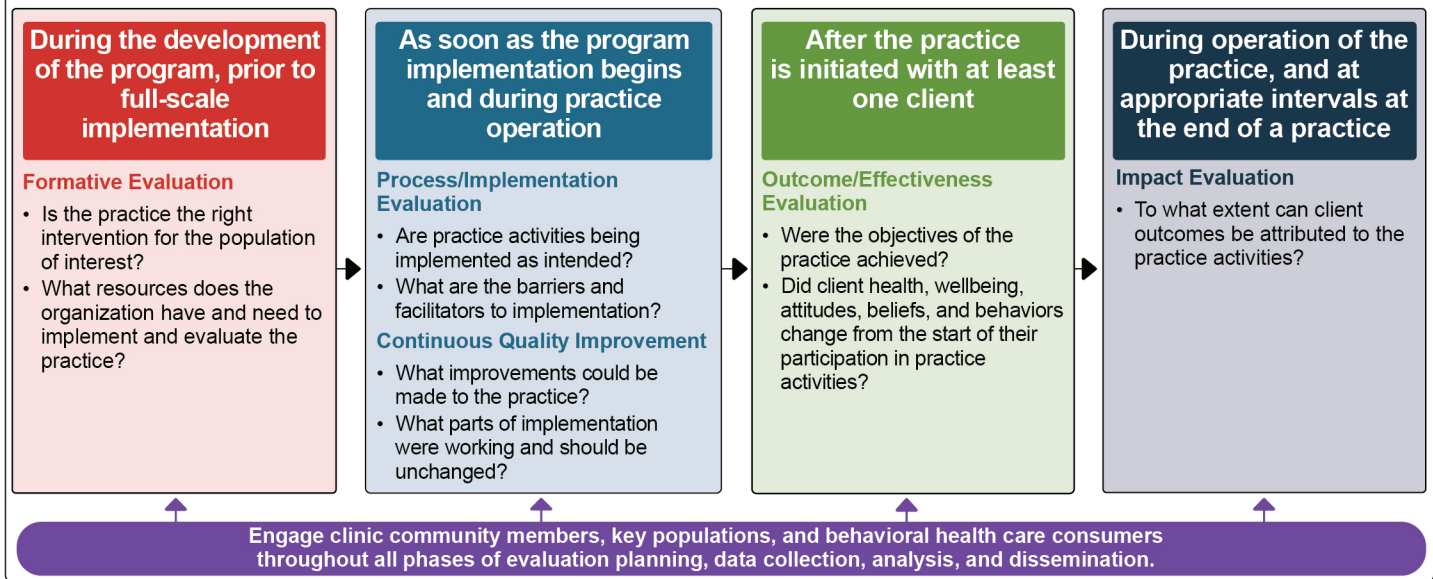 During the development
of the program, prior to
full-scale
implementation
Formative Evaluation
• Is the practice the right
intervention for the population
of interest?
• What resources does the
organization have and need to
implement and evaluate the
practice?
As soon as the program
implementation begins
and during practice
operation
Process/Implementation
Evaluation
• Are practice activities being
implemented as intended?
• What are the barriers and
facilitators to implementation?
Continuous Quality Improvement
• What improvements could be
made to the practice?
• What parts of implementation
were working and should be
unchanged?
After the practice
is initiated with at least
one client
Outcome/Effectiveness
Evaluation
• Were the objectives of the
practice achieved?
• Did client health, wellbeing,
attitudes, beliefs, and behaviors
change from the start of their
participation in practice
activities?
During operation of the
practice, and at
appropriate intervals at
the end of a practice
Impact Evaluation
• To what extent can client
outcomes be attributed to the
practice activities?
Engage clinic community members, key populations, and behavioral health care consumers
throughout all phases of evaluation planning, data collection, analysis, and dissemination.